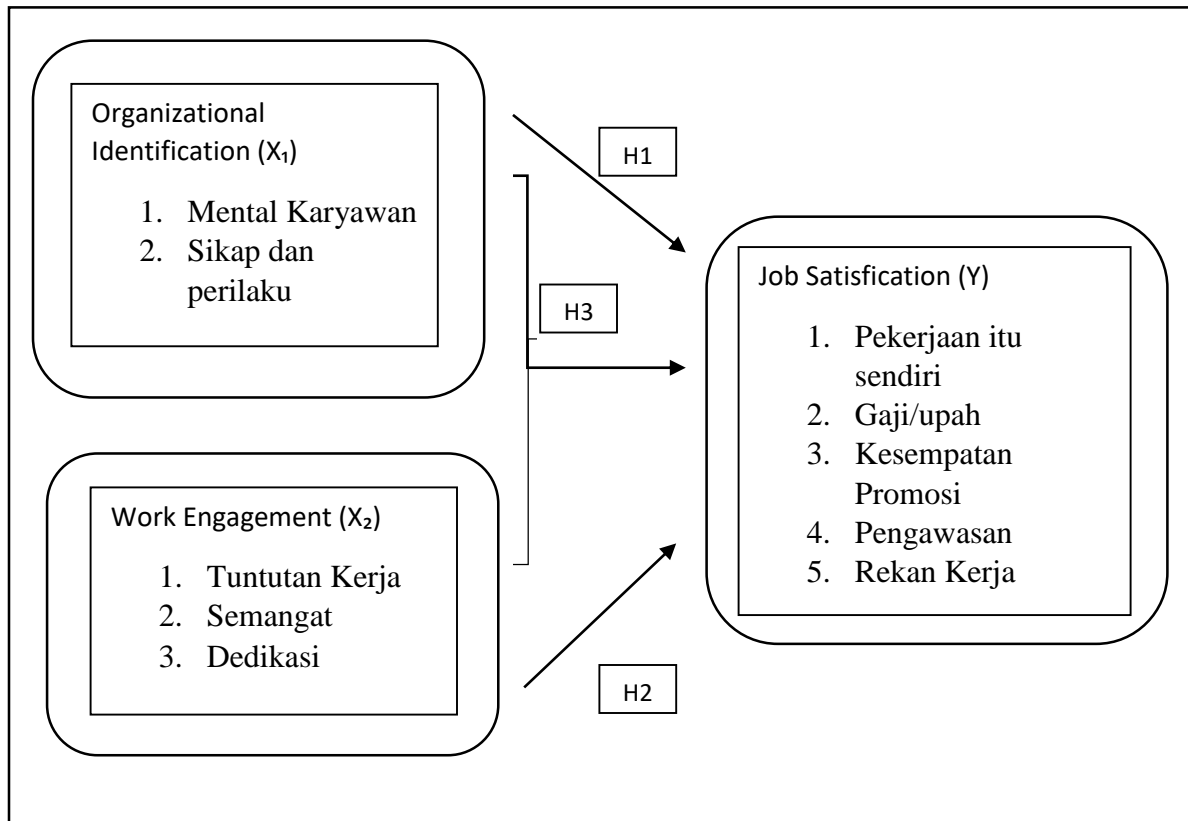 Organizational
Identification (X₁)
1. Mental Karyawan
2. Sikap dan
perilaku
H1
H3
Job Satisfication (Y)
1. Pekerjaan itu
sendiri
2. Gaji/upah
3. Kesempatan
Promosi
4. Pengawasan
5. Rekan Kerja
Work Engagement (X₂)
1. Tuntutan Kerja
2. Semangat
3. Dedikasi
H2